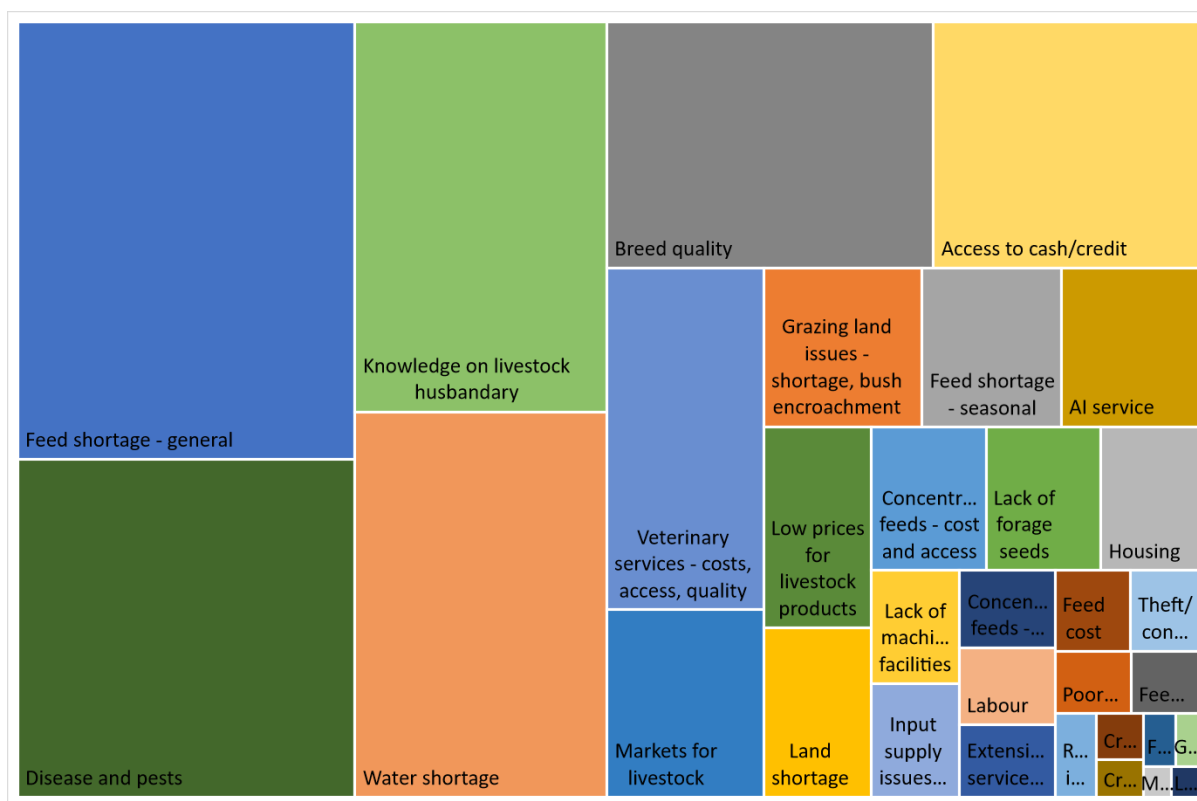 Feed shortage - general
Disease and pests
Knowledge on livestock
husbandary
Water shortage
Breed quality
Access to cash/credit
Veterinary
services - costs,
access, quality
Markets for
livestock
Grazing land
issues -
shortage, bush
encroachment
Feed shortage
- seasonal
AI service
Low prices
for
livestock
products
Land
shortage
Concentr...
feeds - cost
and access
Lack of
forage
seeds
Housing
Lack of
machi...
facilities
Input
supply
issues...
Concen...
feeds -...
Labour
Extensi...
service...
Feed
cost
Theft/
con...
Poor...
Fee...
R...
i...
Cr...
Cr...
F...
G...
M...
L...